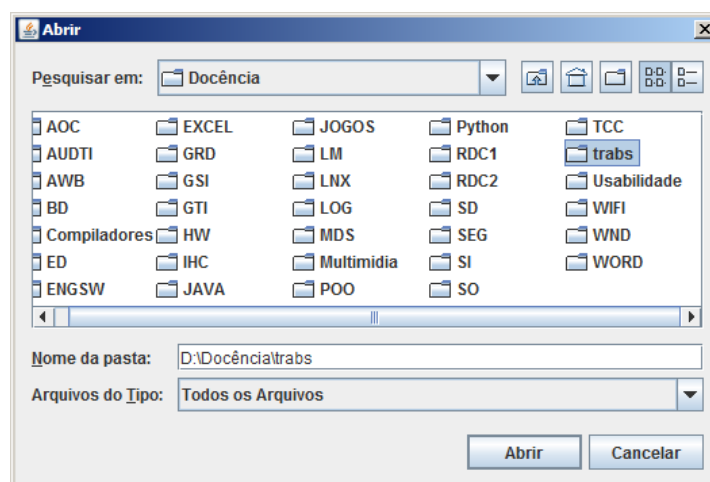 Abrir
Pesquisar em: Docência
AOC EXCEL JOGOS Python TCC
AUDTI GRD LM RDC1 trabs
AWB GSI LNX RDC2 Usabilidade
BD GTI LOG SD WIFI
Compiladores HW MDS SEG WND
ED IHC Multimidia SI WORD
ENGSW JAVA POO SO
Nome da pasta: D:\Docência\trabs
Arquivos do Tipo: Todos os Arquivos
Abrir Cancelar